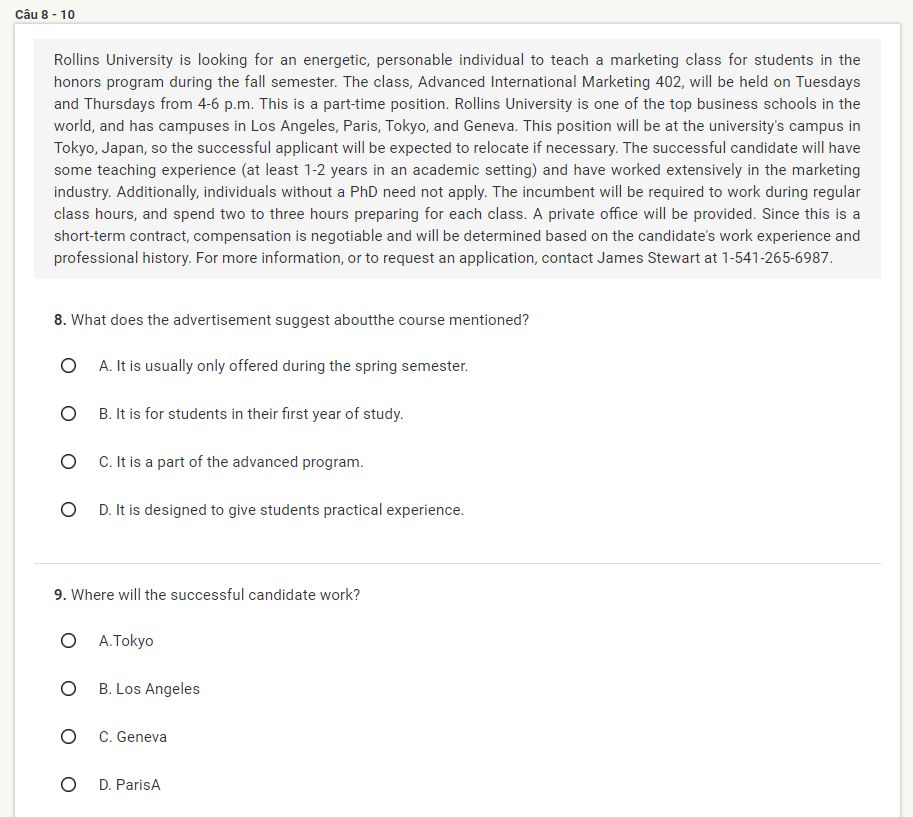 Câu 8 - 10
Rollins University is looking for an energetic, personable individual to teach a marketing class for students in the
honors program during the fall semester. The class, Advanced International Marketing 402, will be held on Tuesdays
and Thursdays from 4-6 p.m. This is a part-time position. Rollins University is one of the top business schools in the
world, and has campuses in Los Angeles, Paris, Tokyo, and Geneva. This position will be at the university's campus in
Tokyo, Japan, so the successful applicant will be expected to relocate if necessary. The successful candidate will have
some teaching experience (at least 1-2 years in an academic setting) and have worked extensively in the marketing
industry. Additionally, individuals without a PhD need not apply. The incumbent will be required to work during regular
class hours, and spend two to three hours preparing for each class. A private office will be provided. Since this is a
short-term contract, compensation is negotiable and will be determined based on the candidate's work experience and
professional history. For more information, or to request an application, contact James Stewart at 1-541-265-6987.
8. What does the advertisement suggest aboutthe course mentioned?
A. It is usually only offered during the spring semester.
B. It is for students in their first year of study.
C. It is a part of the advanced program.
D. It is designed to give students practical experience.
9. Where will the successful candidate work?
A.Tokyo
B. Los Angeles
C. Geneva
D. ParisA